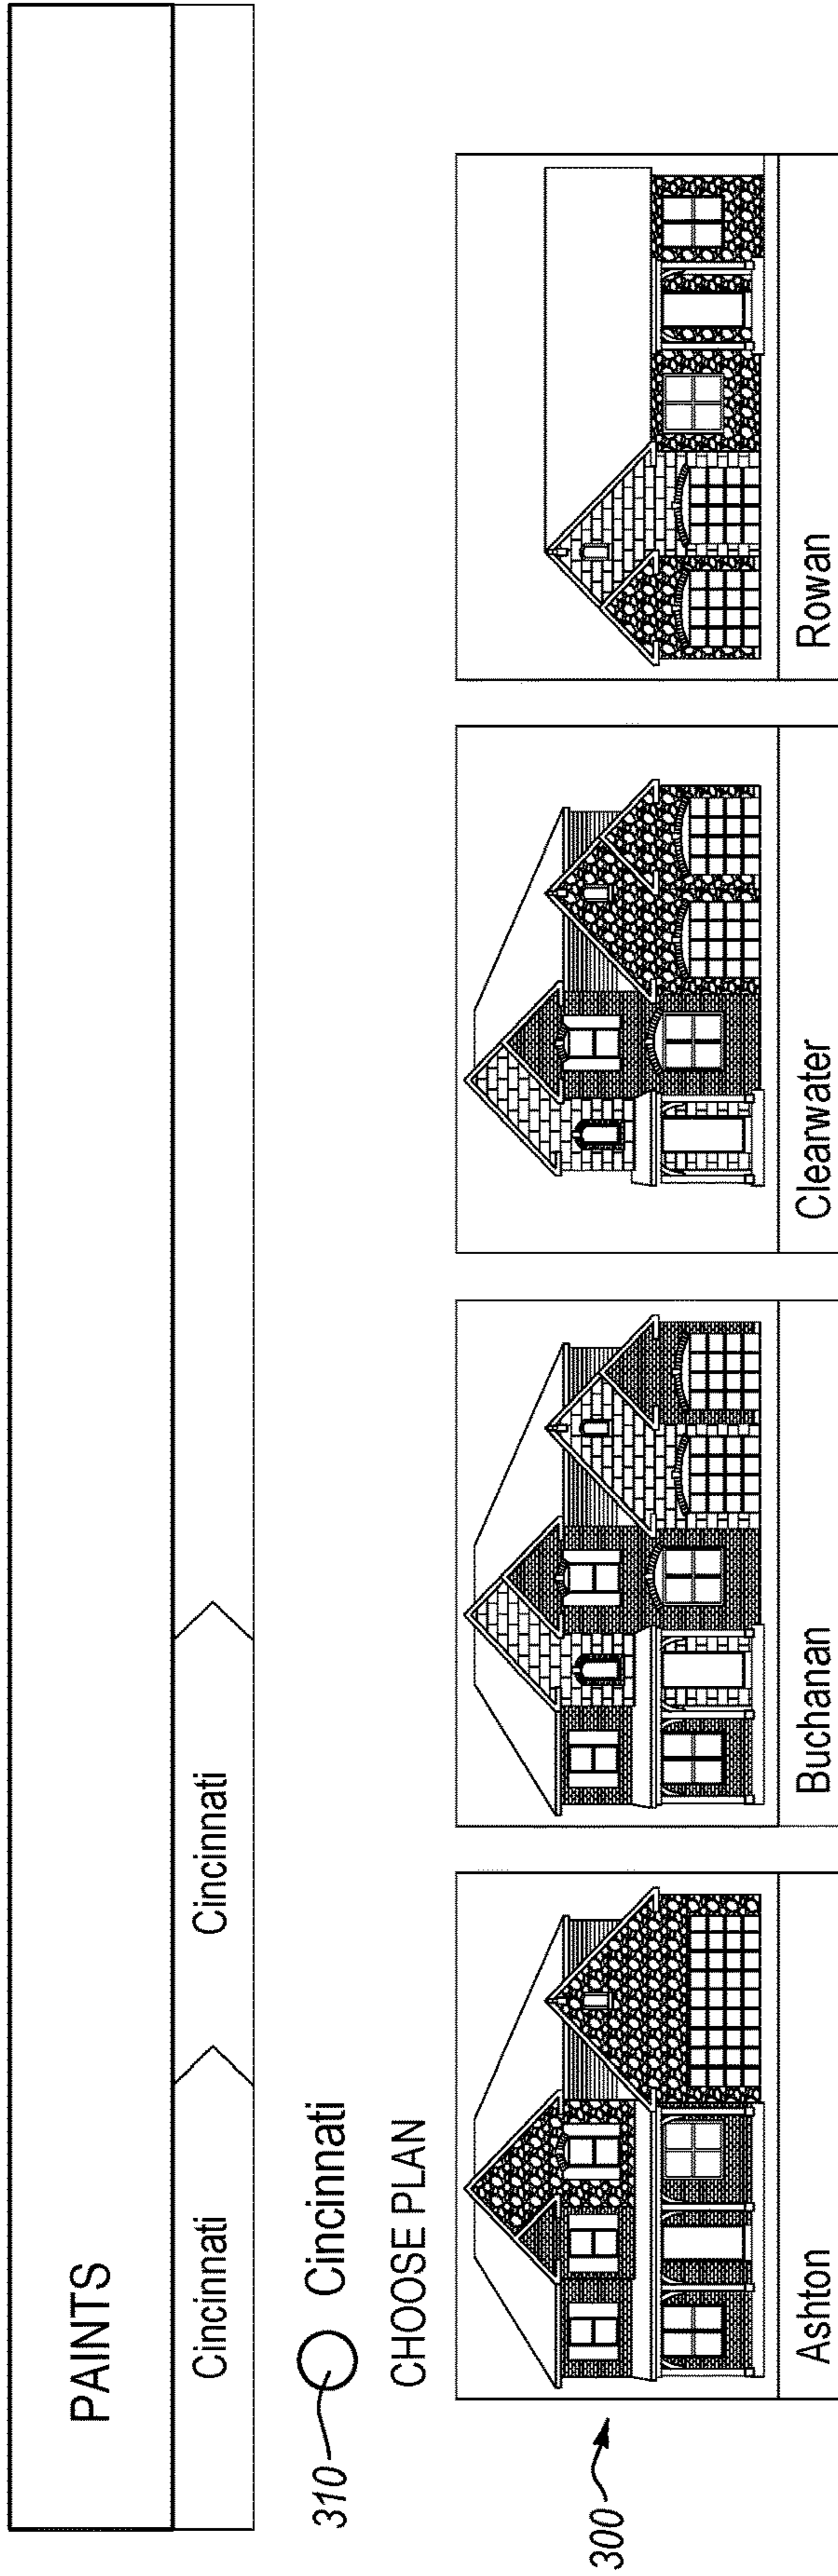 PAINTS
Cincinnati Cincinnati
310 Cincinnati
CHOOSE PLAN
300
Ashton Buchanan Clearwater Rowan